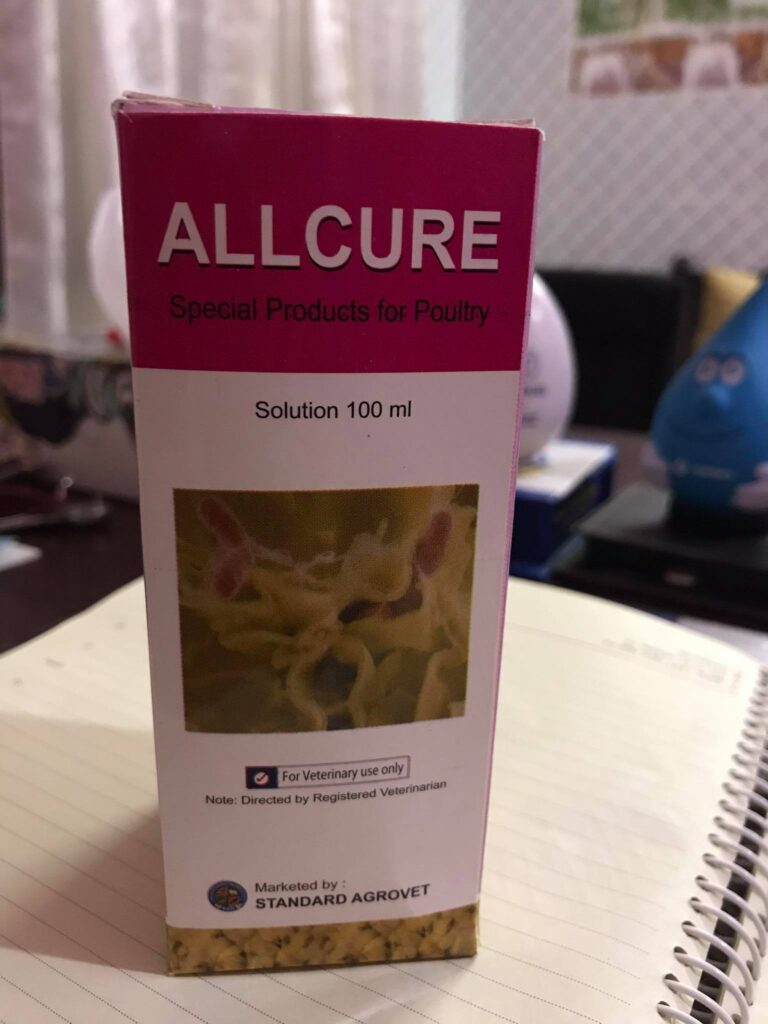 ALLCURE
Special Products for Poultry
Solution 100 ml
For Veterinary use only
Note: Directed by Registered Veterinarian
Marketed by :
STANDARD AGROVET